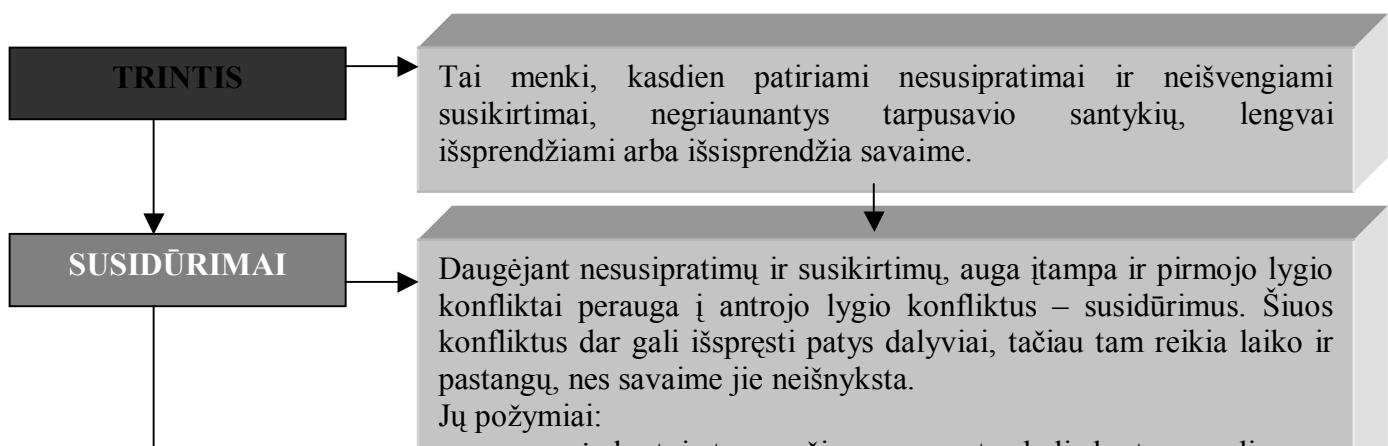 TRINTIS
Tai menki, kasdien patiriami nesusipratimai ir neišvengiami
susikirtimai, negriaunantys tarpusavio santykių, lengvai
išsprendžiami arba išsisprendžia savaime.
SUSIDŪRIMAI
Daugėjant nesusipratimų ir susikirtimų, auga įtampa ir pirmojo lygio
konfliktai perauga į antrojo lygio konfliktus – susidūrimus. Šiuos
konfliktus dar gali išspręsti patys dalyviai, tačiau tam reikia laiko ir
pastangų, nes savaime jie neišnyksta.
Jų požymiai: